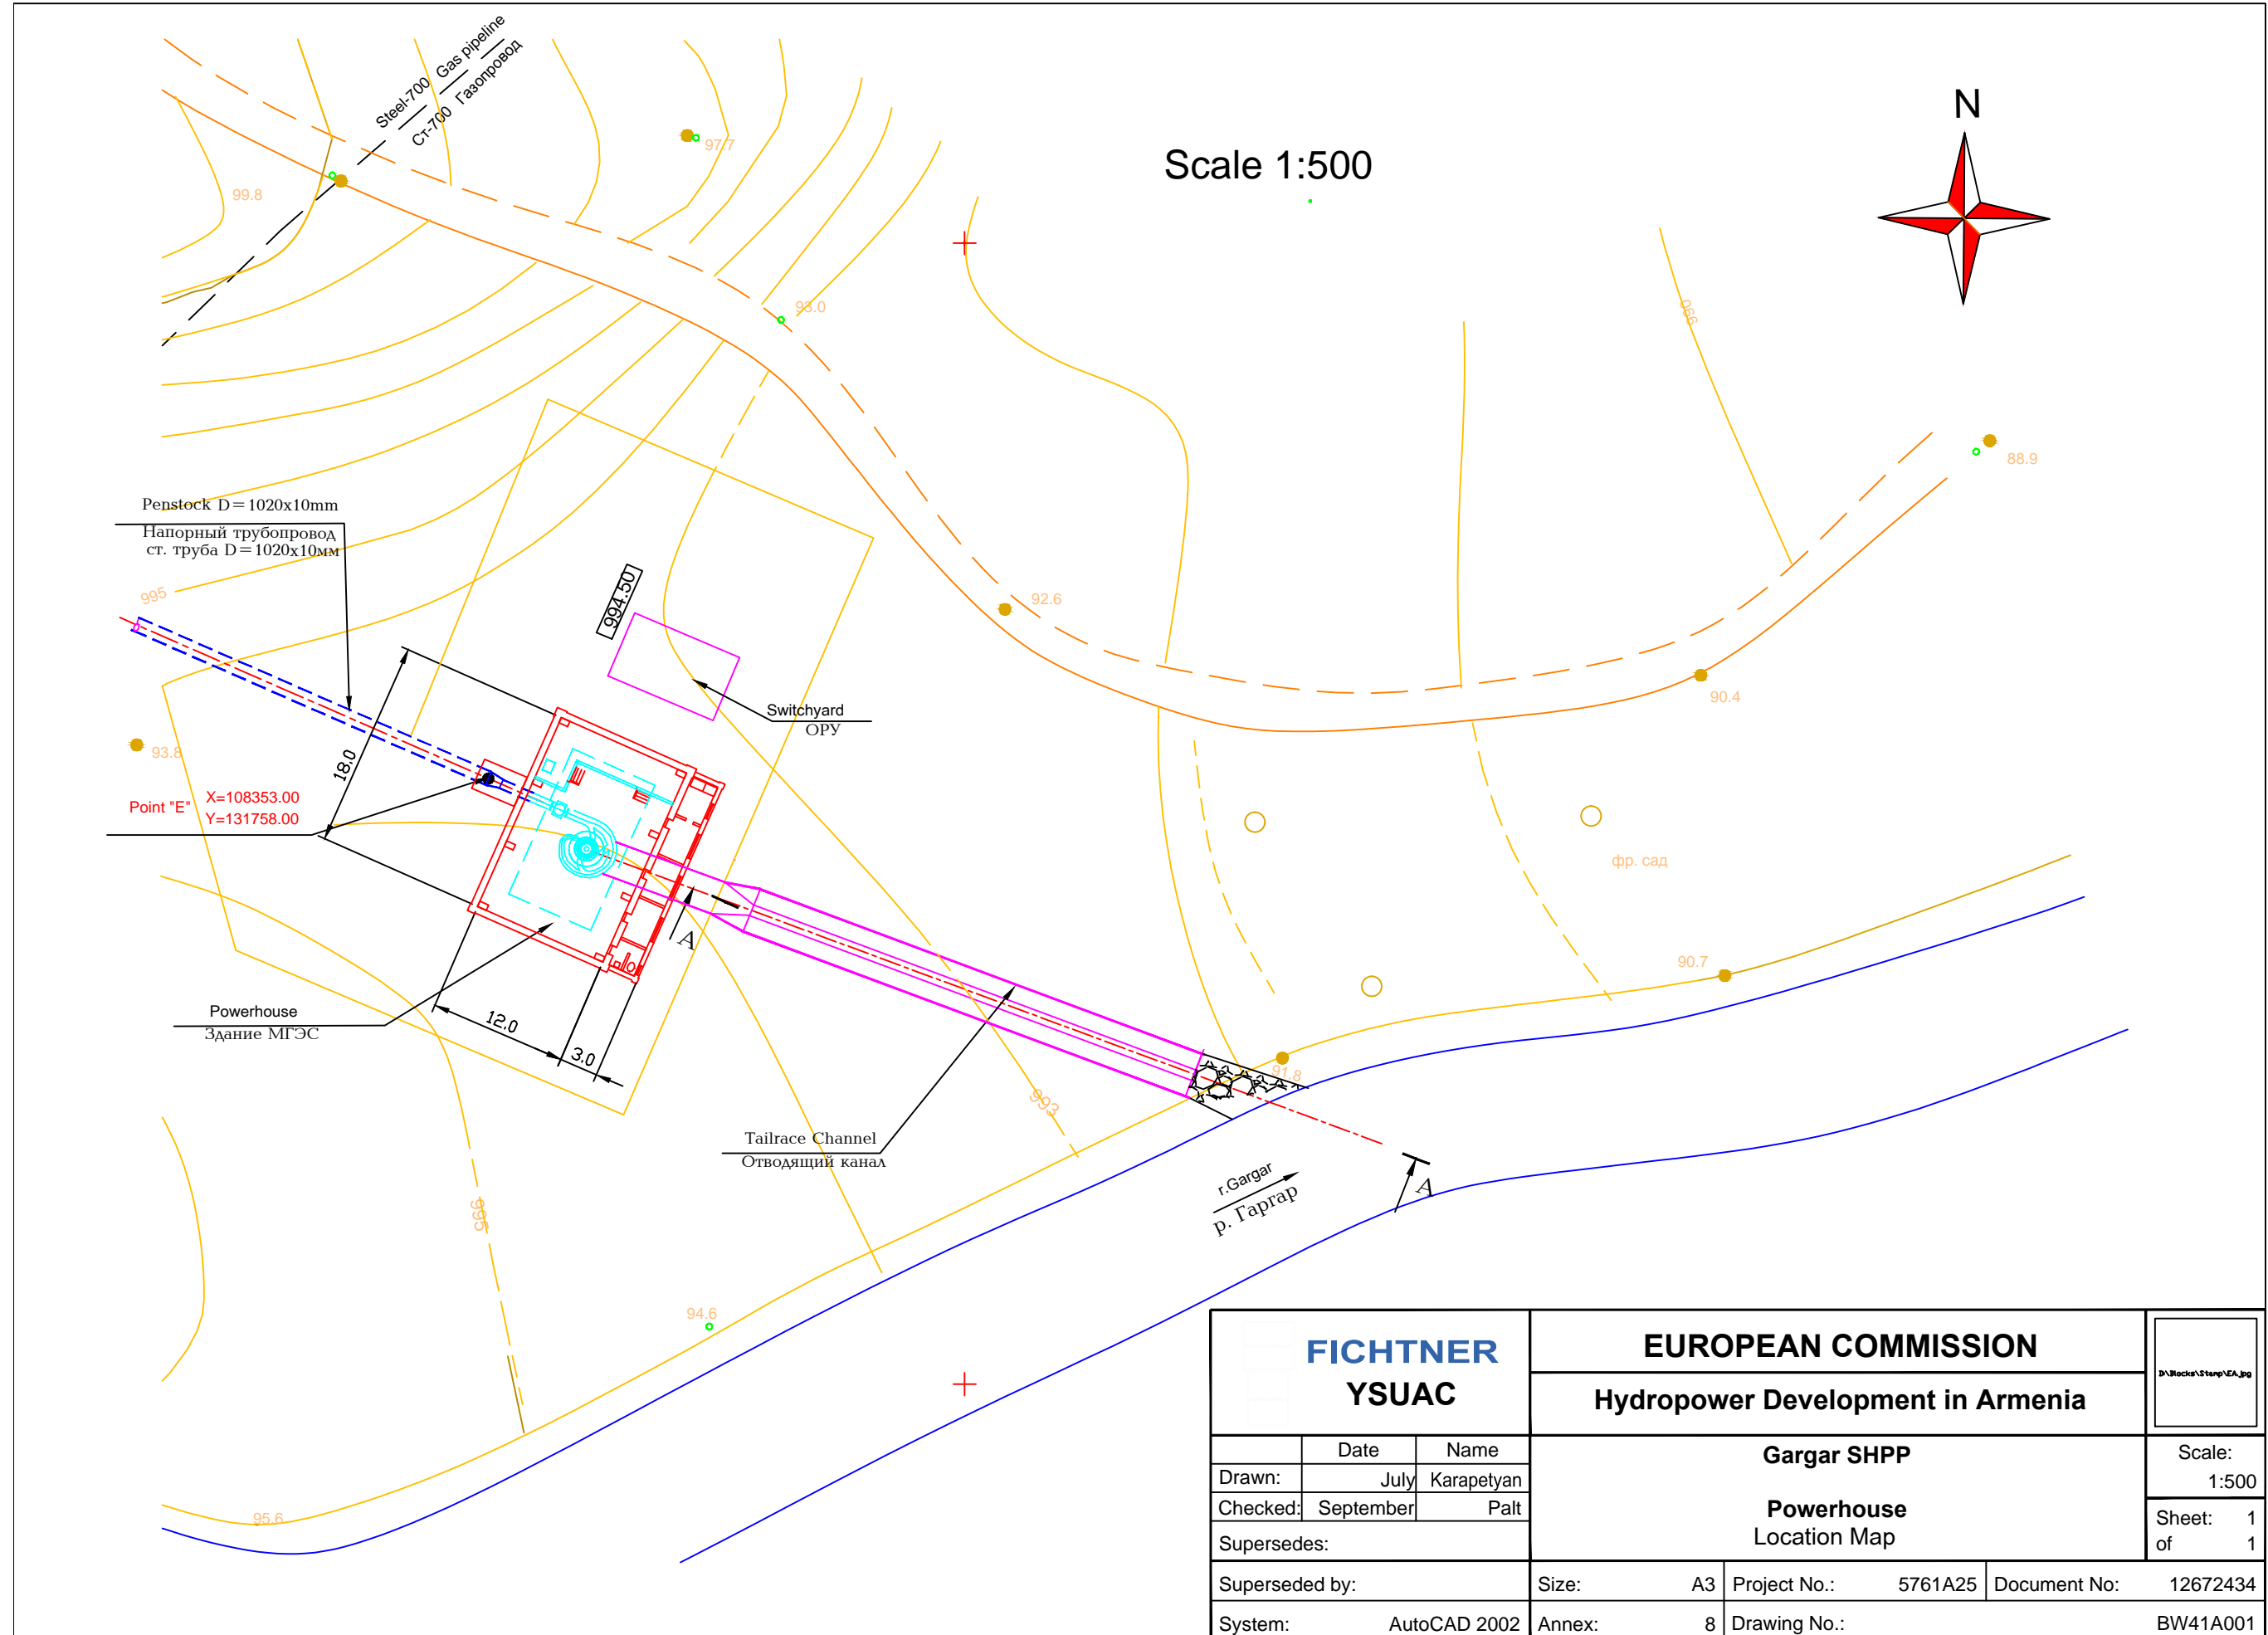 Steel-700 Gas pipeline
Ст-700 Газопровод
Scale 1:500
N
97.7
99.8
93.0
990
88.9
Penstock D=1020x10mm
Напорный трубопровод
ст. труба D=1020x10мм
995
994.50
92.6
Switchyard
ОРУ
90.4
93.8
18.0
Point "E"
X=108353.00
Y=131758.00
фр. сад
A
90.7
Powerhouse
Здание МГЭС
12.0
3.0
91.8
993
Tailrace Channel
Отводящий канал
r.Gargar
р. Гаргар
A
995
94.6
95.6
FICHTNER
YSUAC
EUROPEAN COMMISSION
Hydropower Development in Armenia
D:\Blocks\Stamp\EA.jpg
Date Name
Drawn: July Karapetyan
Checked: September Palt
Supersedes:
Gargar SHPP
Powerhouse
Location Map
Scale:
1:500
Sheet: 1
of 1
Superseded by:
Size: A3 Project No.: 5761A25 Document No: 12672434
System: AutoCAD 2002 Annex: 8 Drawing No.: BW41A001